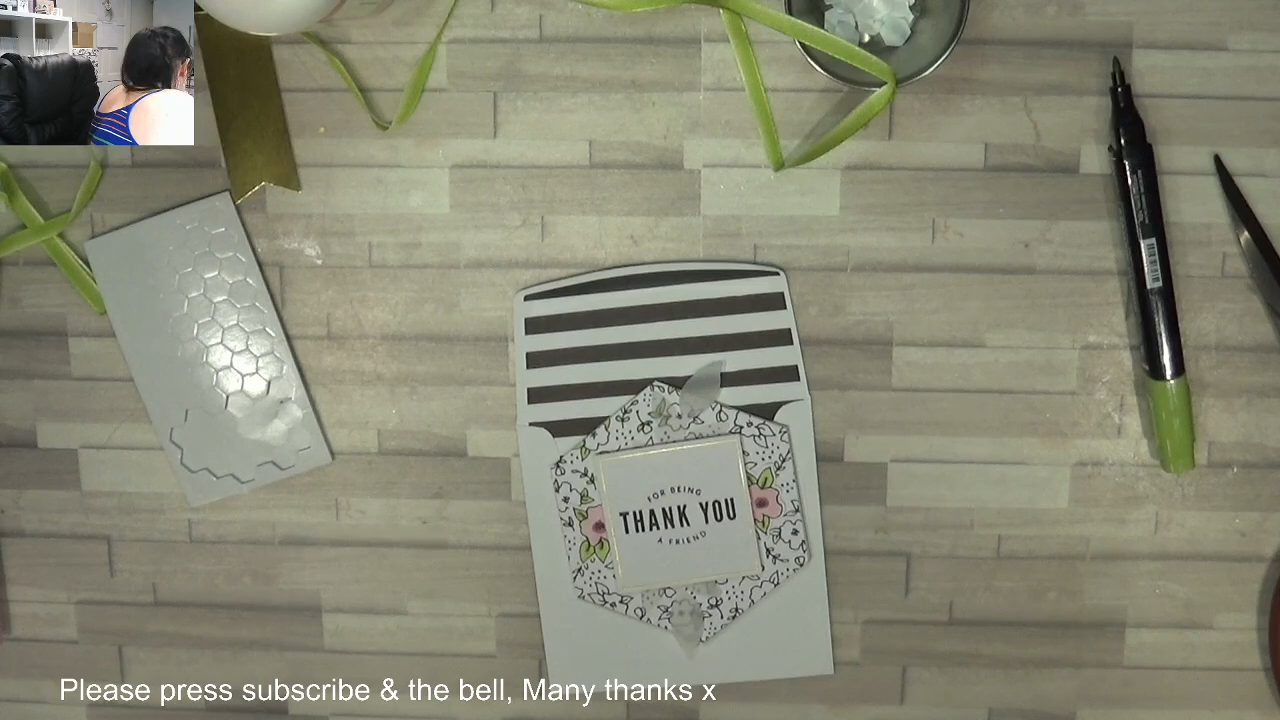 FOR BEING
THANK YOU
A FRIEND
Please press subscribe & the bell, Many thanks x